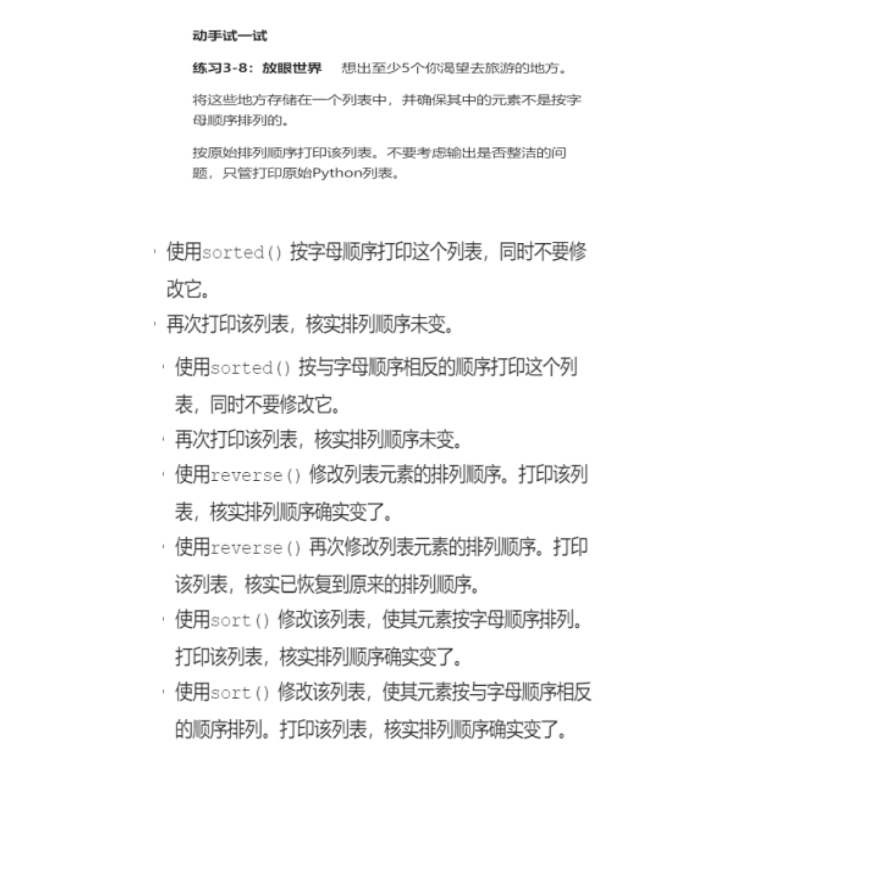 动手试一试
练习3-8：放眼世界 想出至少5个你渴望去旅游的地方。
将这些地方存储在一个列表中，并确保其中的元素不是按字
母顺序排列的。
按原始排列顺序打印该列表。不要考虑输出是否整洁的问
题，只管打印原始Python列表。
· 使用sorted() 按字母顺序打印这个列表，同时不要修
改它。
· 再次打印该列表，核实排列顺序未变。
· 使用sorted() 按与字母顺序相反的顺序打印这个列
表，同时不要修改它。
· 再次打印该列表，核实排列顺序未变。
· 使用reverse() 修改列表元素的排列顺序。打印该列
表，核实排列顺序确实变了。
· 使用reverse() 再次修改列表元素的排列顺序。打印
该列表，核实已恢复到原来的排列顺序。
· 使用sort() 修改该列表，使其元素按字母顺序排列。
打印该列表，核实排列顺序确实变了。
· 使用sort() 修改该列表，使其元素按与字母顺序相反
的顺序排列。打印该列表，核实排列顺序确实变了。